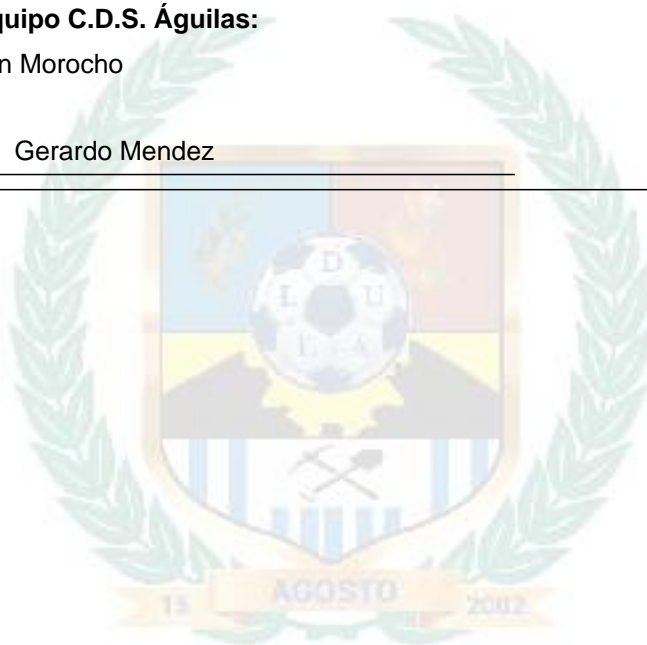 quipo C.D.S. Águilas:
n Morocho
Gerardo Mendez
D
L U
E A
15 AGOSTO 2002